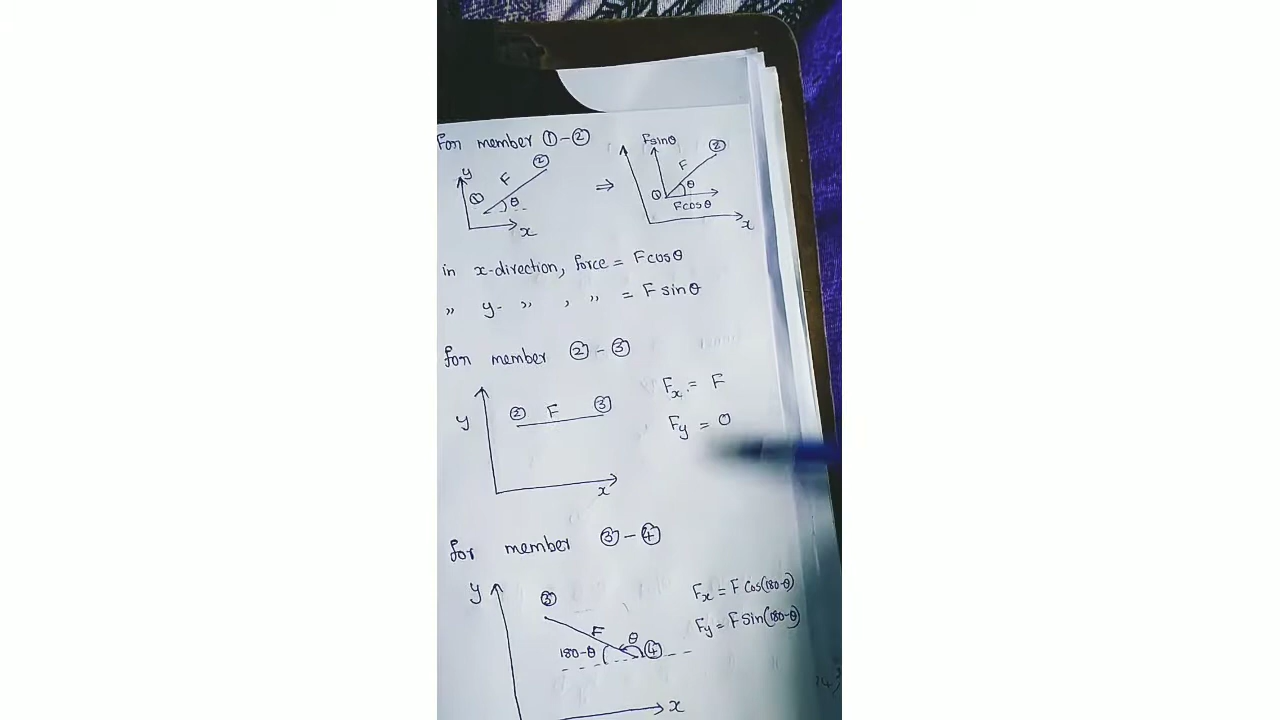 For member ①-②
Fsinθ
y ② F ① θ x
⇒
② F ① θ Fcosθ x
in x-direction, force = Fcosθ
,, y- ,, , ,, = Fsinθ
for member ②-③
y ② F ③ x
Fx = F
Fy = 0
for member ③-④
y ③ F θ 180-θ ④ x
Fx = F Cos(180-θ)
Fy = F Sin(180-θ)